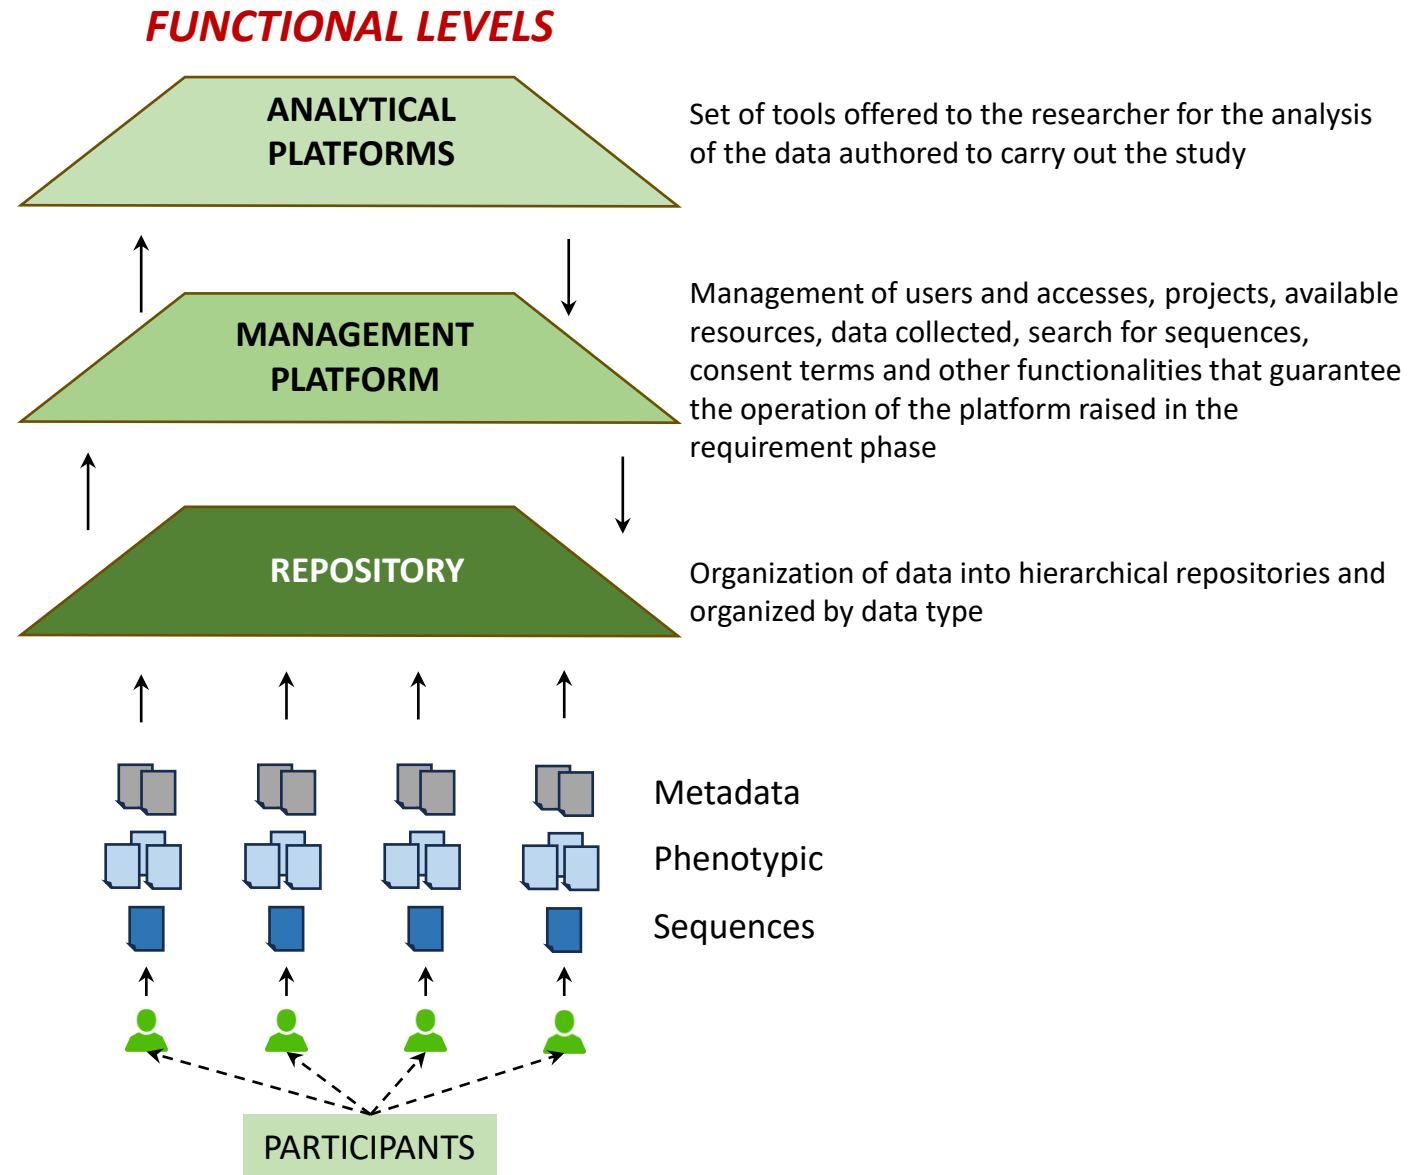 FUNCTIONAL LEVELS
ANALYTICAL
PLATFORMS
Set of tools offered to the researcher for the analysis
of the data authored to carry out the study
MANAGEMENT
PLATFORM
Management of users and accesses, projects, available
resources, data collected, search for sequences,
consent terms and other functionalities that guarantee
the operation of the platform raised in the
requirement phase
REPOSITORY
Organization of data into hierarchical repositories and
organized by data type
Metadata
Phenotypic
Sequences
PARTICIPANTS